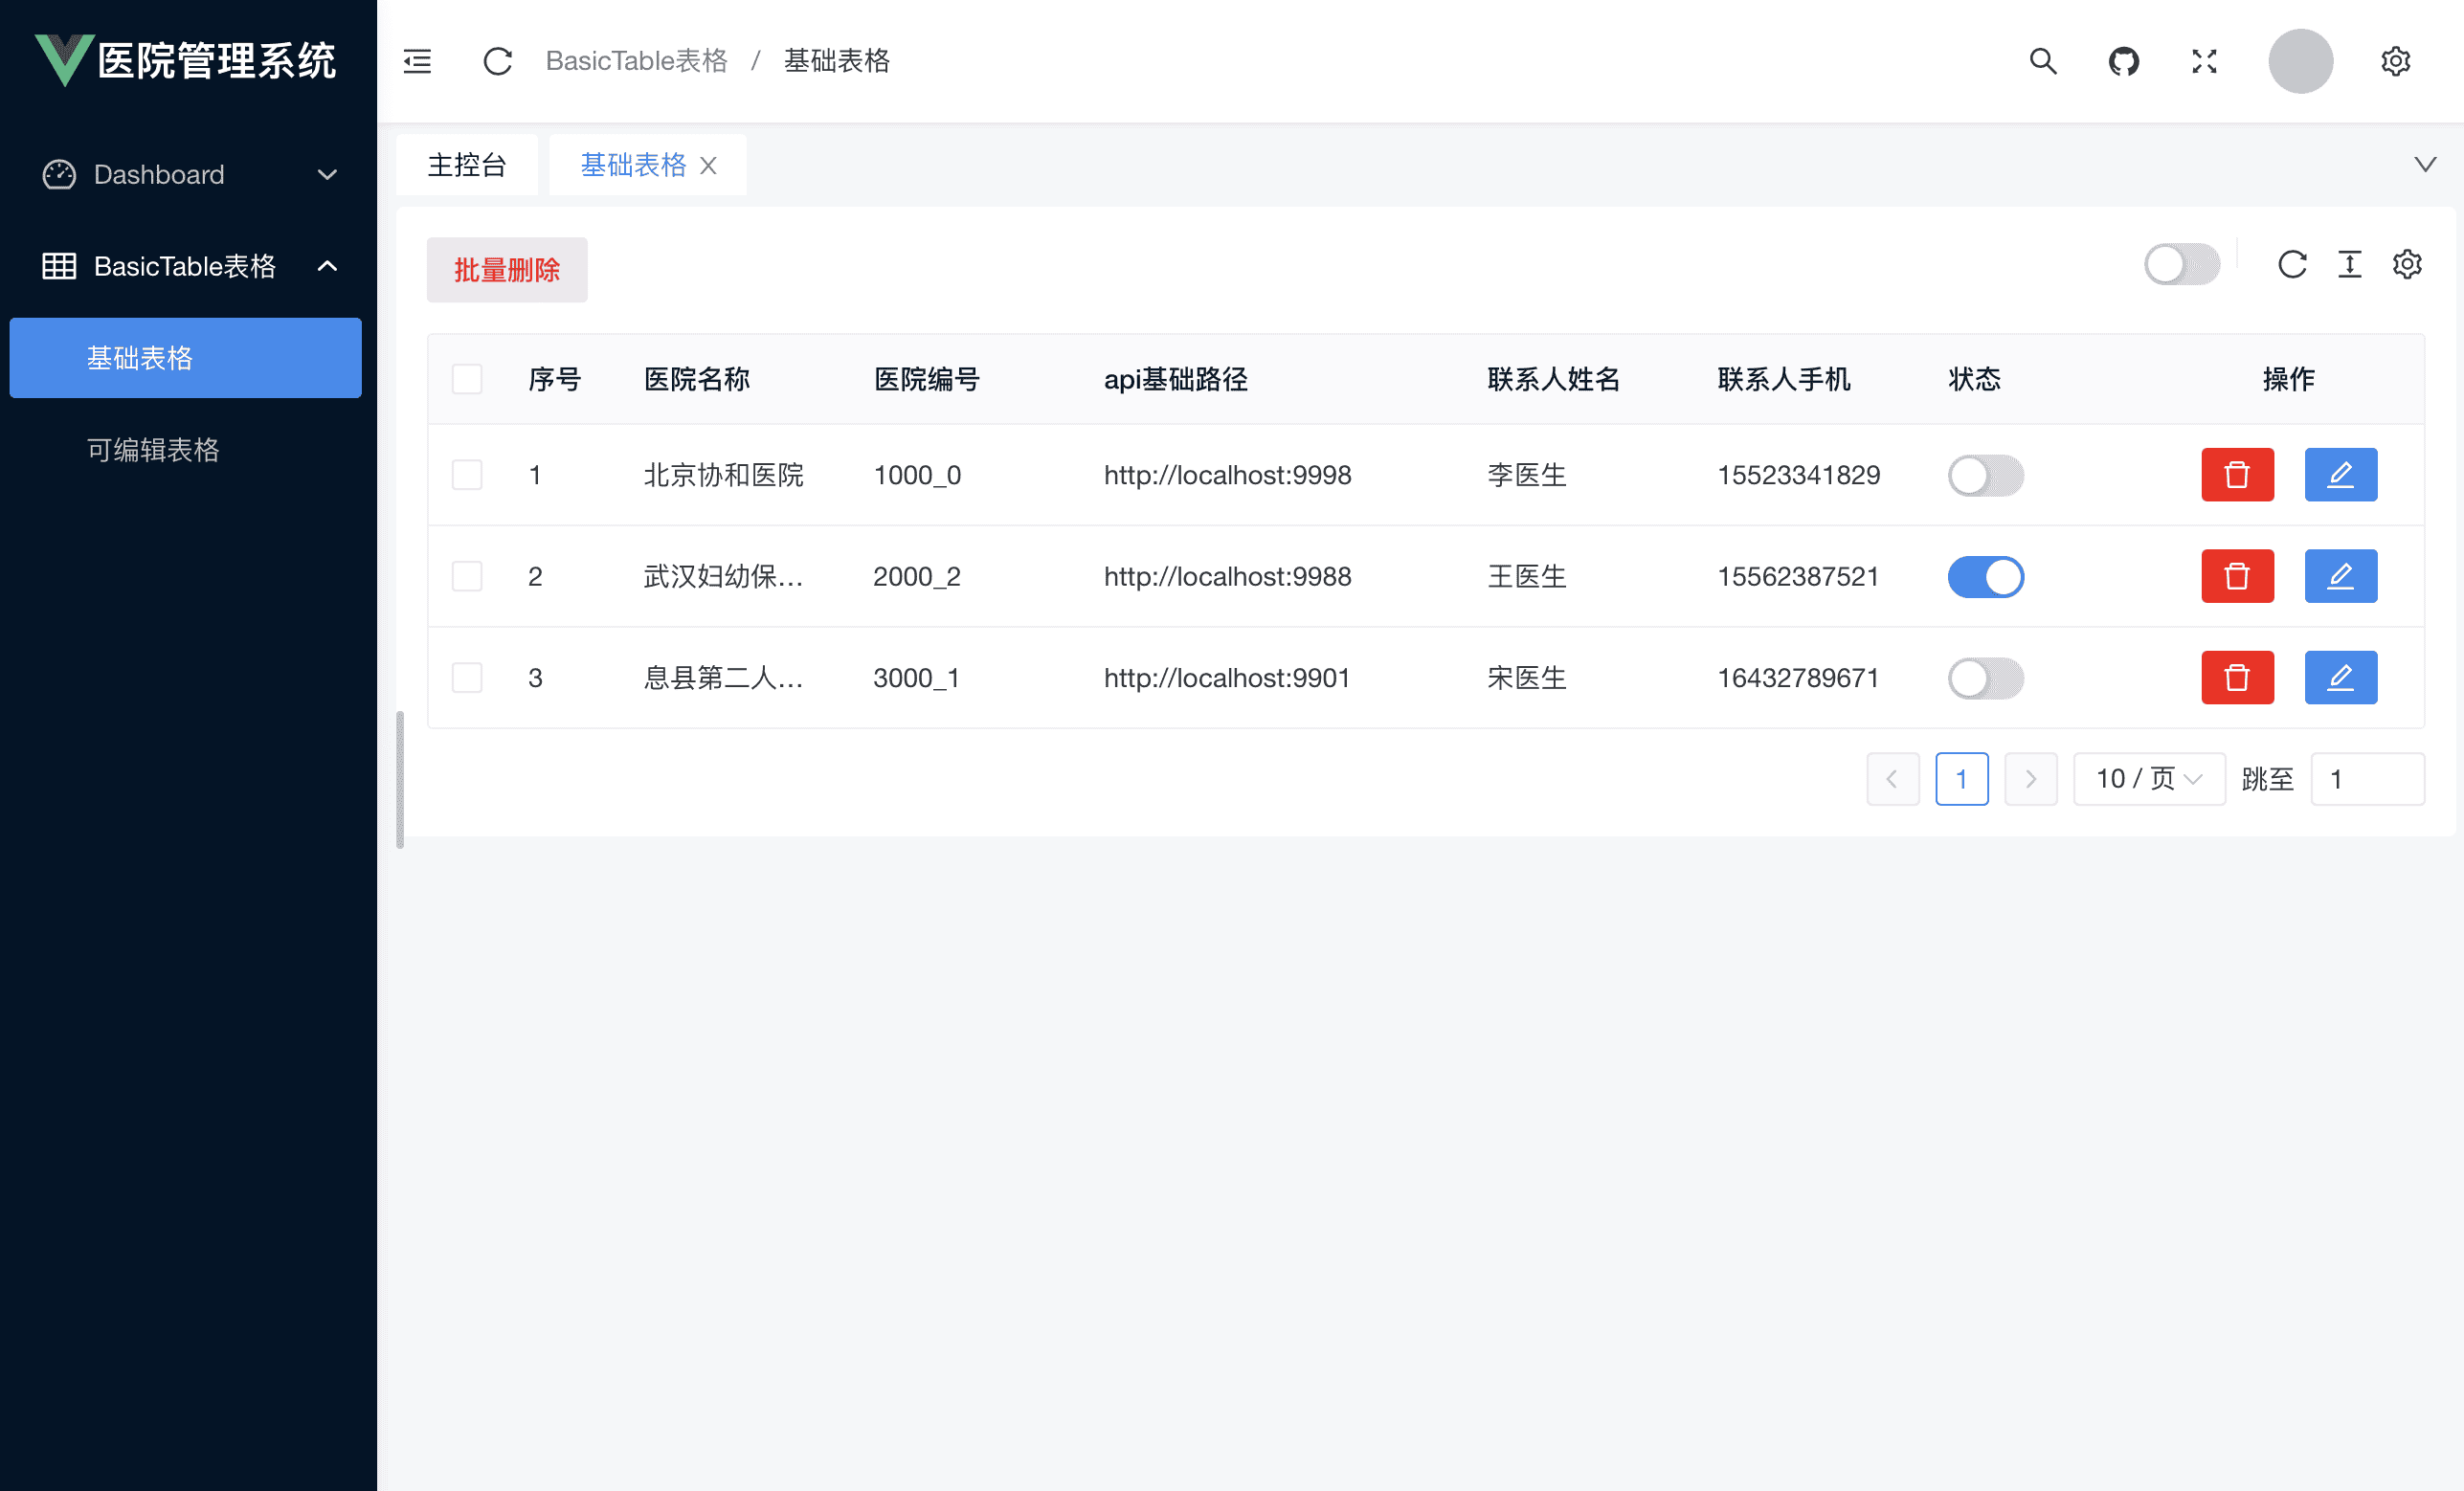 医院管理系统
BasicTable表格 / 基础表格
Dashboard
BasicTable表格
基础表格
可编辑表格
主控台 基础表格
批量删除
序号 医院名称 医院编号 api基础路径 联系人姓名 联系人手机 状态 操作
1 北京协和医院 1000_0 http://localhost:9998 李医生 15523341829
2 武汉妇幼保... 2000_2 http://localhost:9988 王医生 15562387521
3 息县第二人... 3000_1 http://localhost:9901 宋医生 16432789671
1 10 / 页 跳至 1